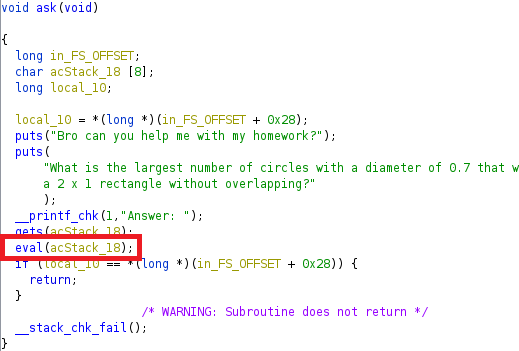 void ask(void)
{
long in_FS_OFFSET;
char acStack_18 [8];
long local_10;
local_10 = *(long *)(in_FS_OFFSET + 0x28);
puts("Bro can you help me with my homework?");
puts(
"What is the largest number of circles with a diameter of 0.7 that w
a 2 x 1 rectangle without overlapping?"
);
__printf_chk(1,"Answer: ");
gets(acStack_18);
eval(acStack_18);
if (local_10 == *(long *)(in_FS_OFFSET + 0x28)) {
return;
}
/* WARNING: Subroutine does not return */
__stack_chk_fail();
}